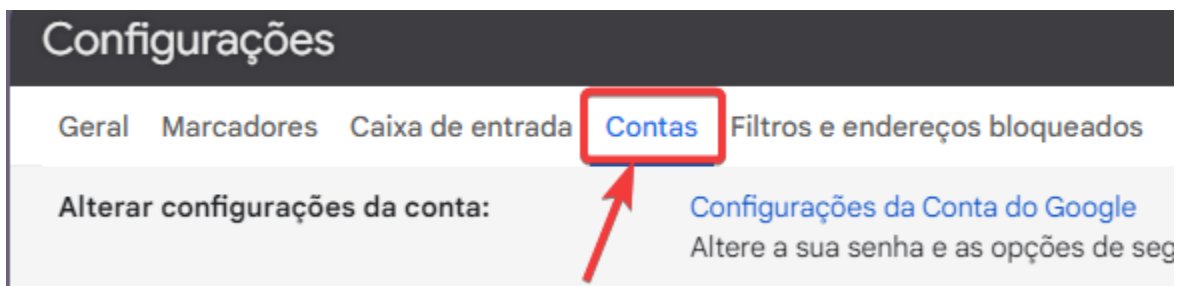 Configurações
Geral Marcadores Caixa de entrada Contas Filtros e endereços bloqueados
Alterar configurações da conta: Configurações da Conta do Google
Altere a sua senha e as opções de seg